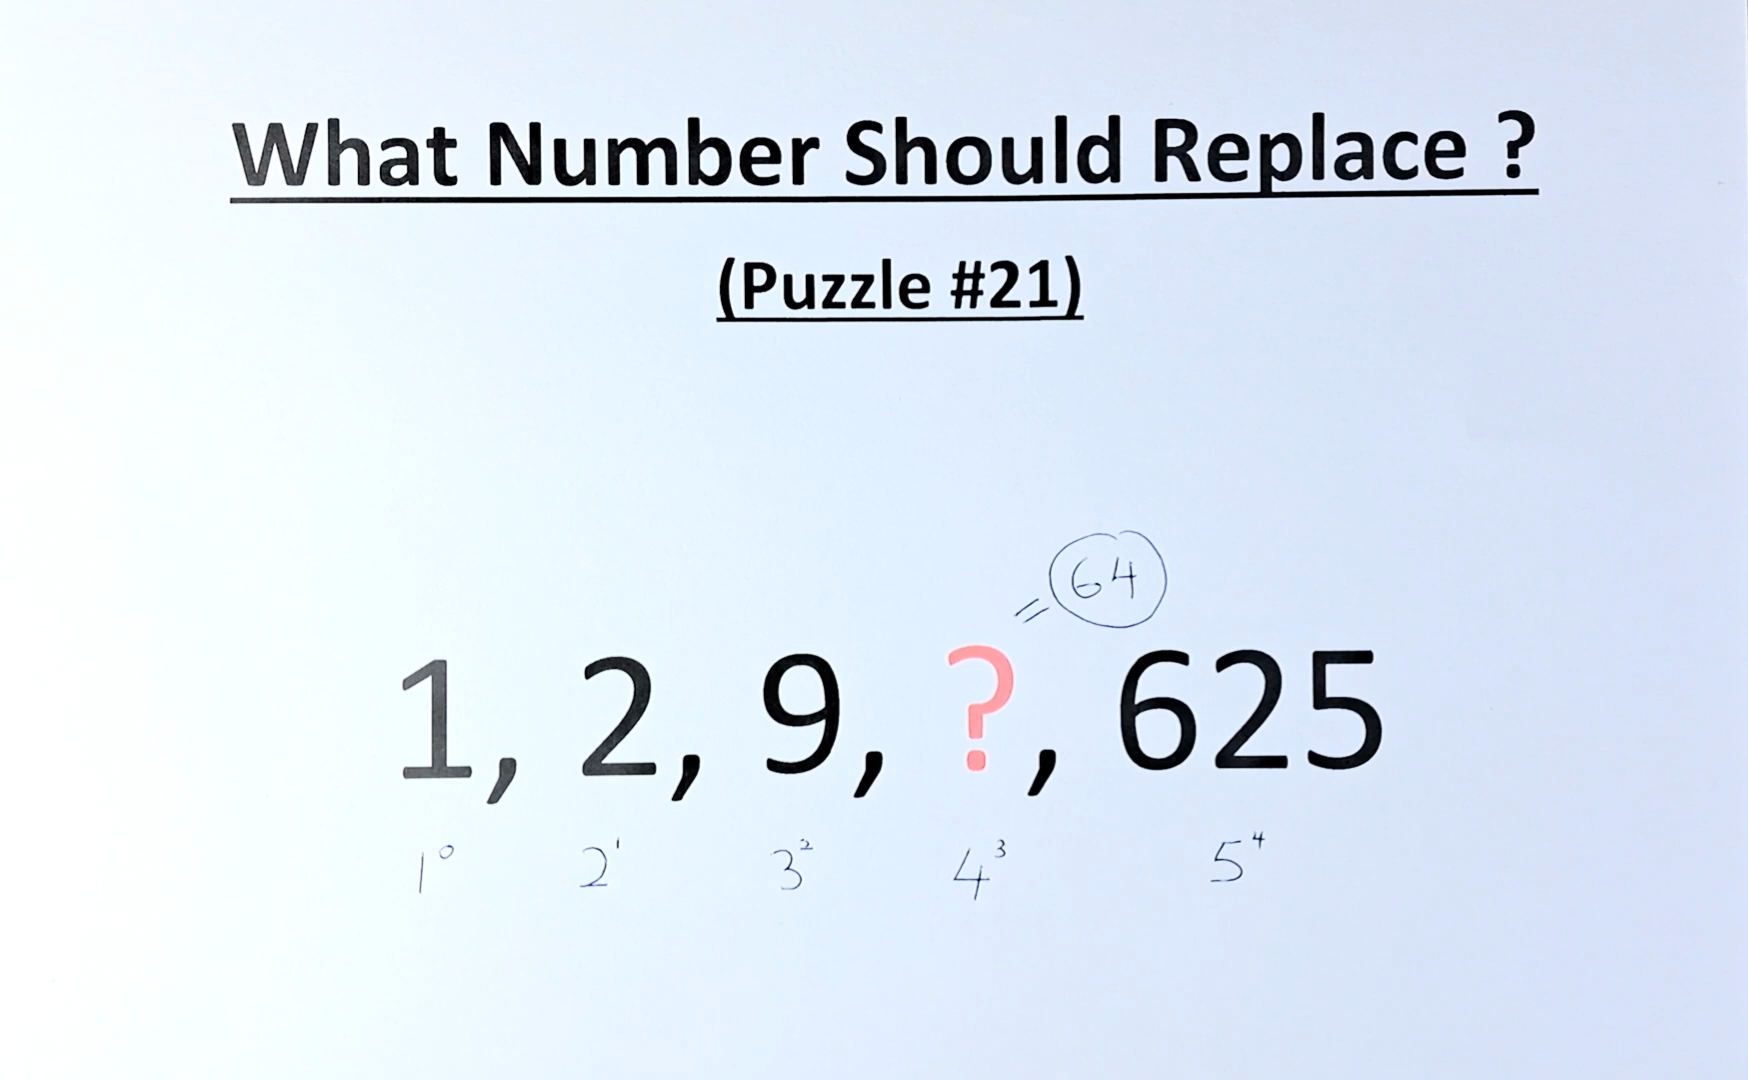 What Number Should Replace ?
(Puzzle #21)
= 64
1, 2, 9, ?, 625
1⁰ 2¹ 3² 4³ 5⁴